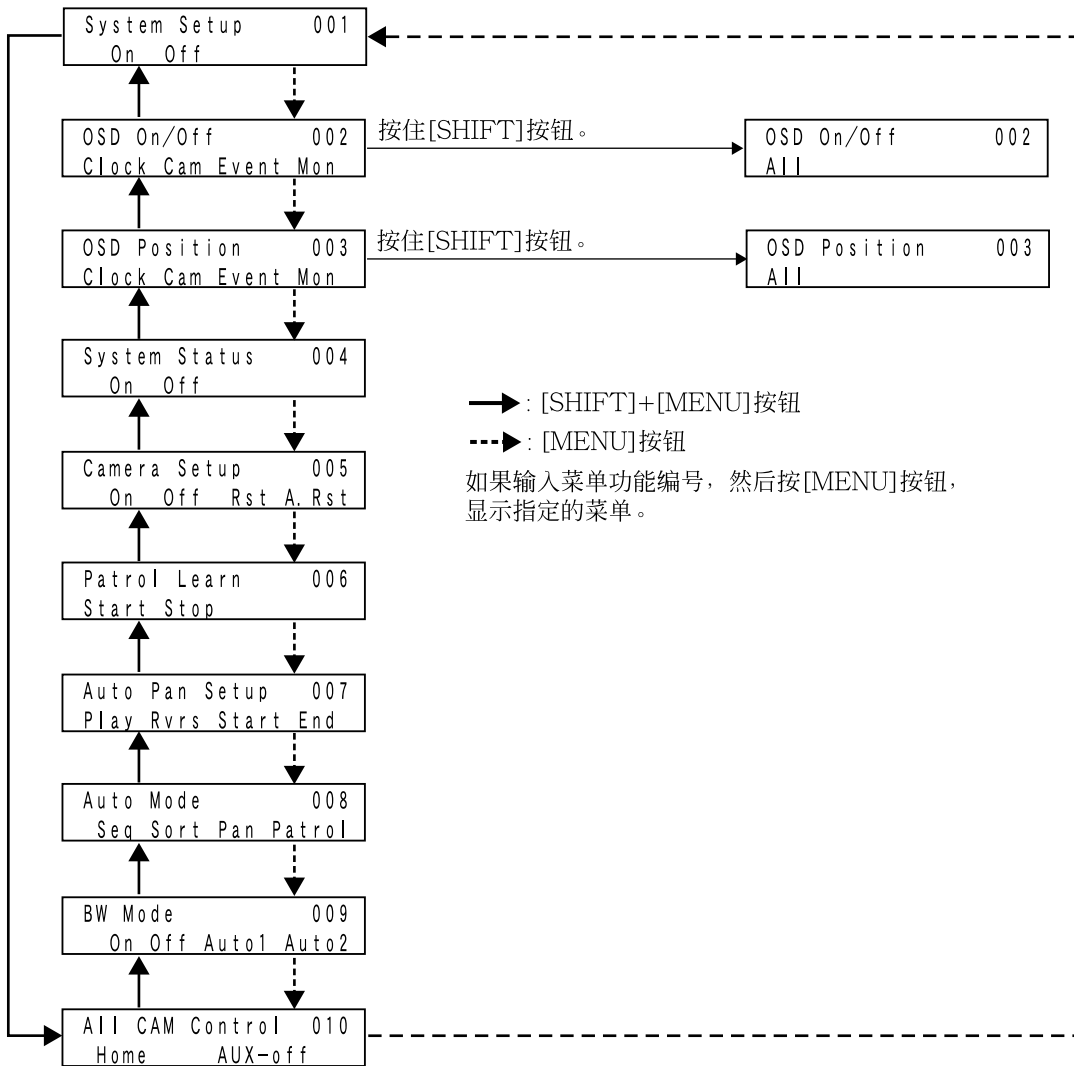 System Setup 001
On Off
OSD On/Off 002
Clock Cam Event Mon
按住[SHIFT]按钮。
OSD On/Off 002
All
OSD Position 003
Clock Cam Event Mon
按住[SHIFT]按钮。
OSD Position 003
All
System Status 004
On Off
: [SHIFT]+[MENU]按钮
: [MENU]按钮
如果输入菜单功能编号，然后按[MENU]按钮，
显示指定的菜单。
Camera Setup 005
On Off Rst A.Rst
Patrol Learn 006
Start Stop
Auto Pan Setup 007
Play Rvrs Start End
Auto Mode 008
Seq Sort Pan Patrol
BW Mode 009
On Off Auto1 Auto2
All CAM Control 010
Home AUX-off